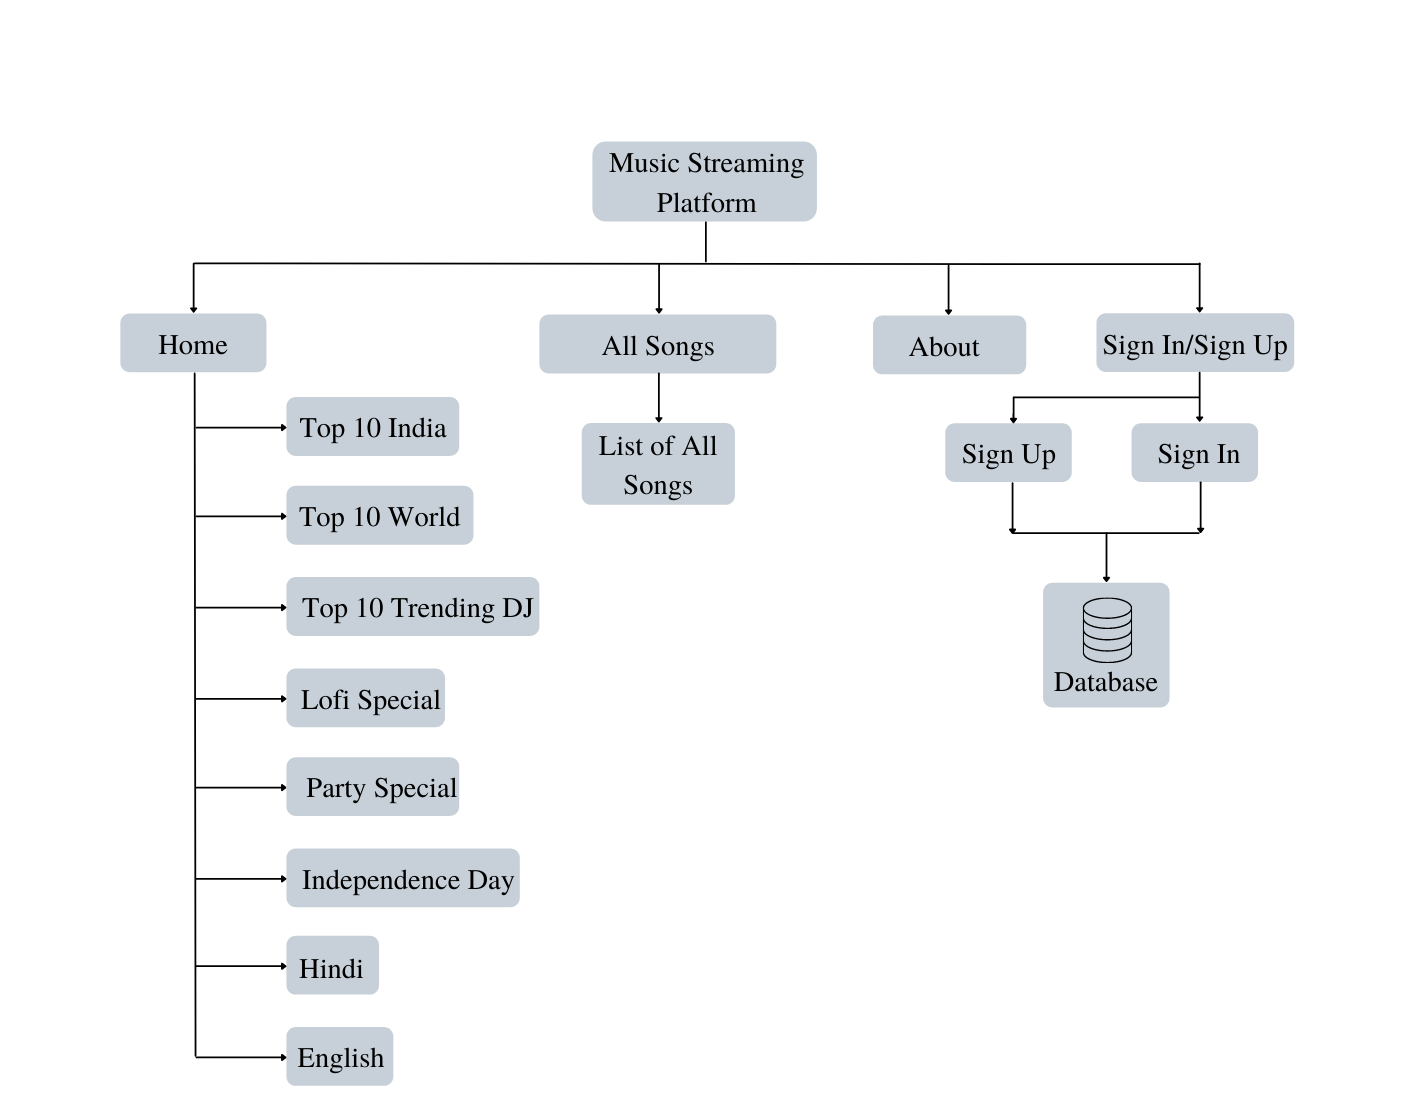 Music Streaming
Platform
Home
All Songs
About
Sign In/Sign Up
Top 10 India
Top 10 World
Top 10 Trending DJ
Lofi Special
Party Special
Independence Day
Hindi
English
List of All
Songs
Sign Up
Sign In
Database